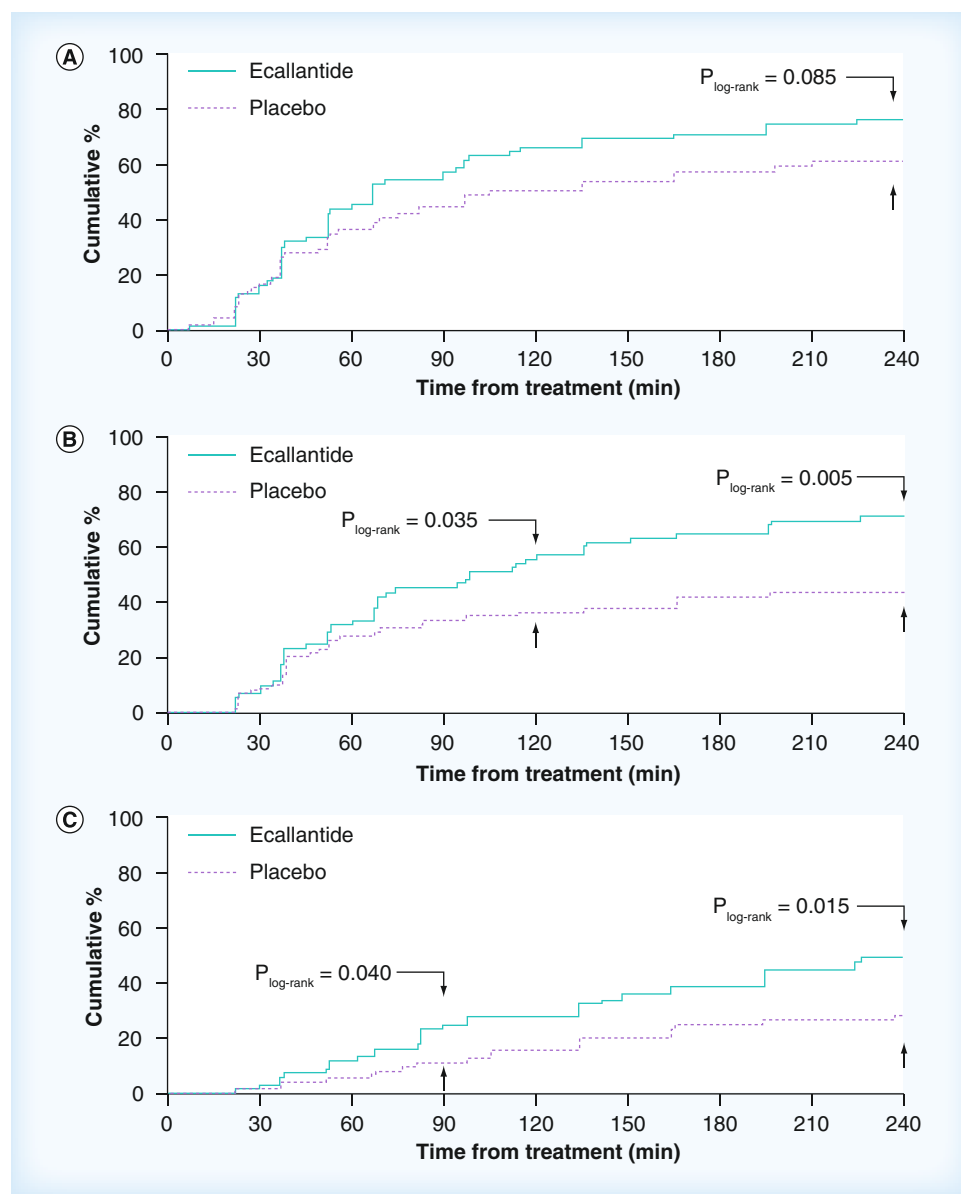 A
100
80
60
40
20
0
Cumulative %
Ecallantide
Placebo
P log-rank = 0.085
0 30 60 90 120 150 180 210 240
Time from treatment (min)
B
100
80
60
40
20
0
Cumulative %
Ecallantide
Placebo
P log-rank = 0.005
P log-rank = 0.035
0 30 60 90 120 150 180 210 240
Time from treatment (min)
C
100
80
60
40
20
0
Cumulative %
Ecallantide
Placebo
P log-rank = 0.015
P log-rank = 0.040
0 30 60 90 120 150 180 210 240
Time from treatment (min)